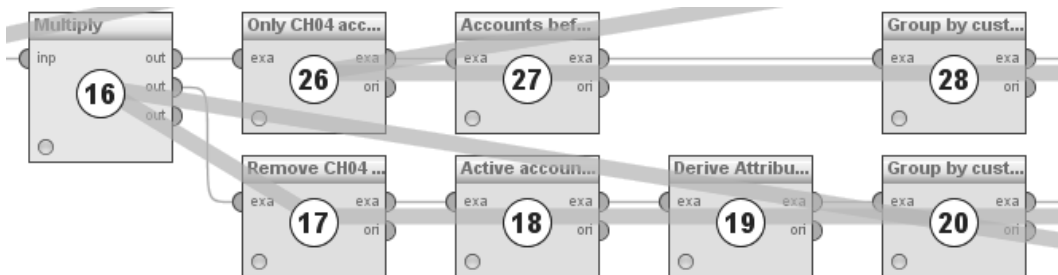 Multiply
inp out
out
out
16
Only CH04 acc...
exa exa
ori
26
Accounts bef...
exa exa
ori
27
Group by cust...
exa exa
ori
28
Remove CH04 ...
exa exa
ori
17
Active accoun...
exa exa
ori
18
Derive Attribu...
exa exa
ori
19
Group by cust...
exa exa
ori
20